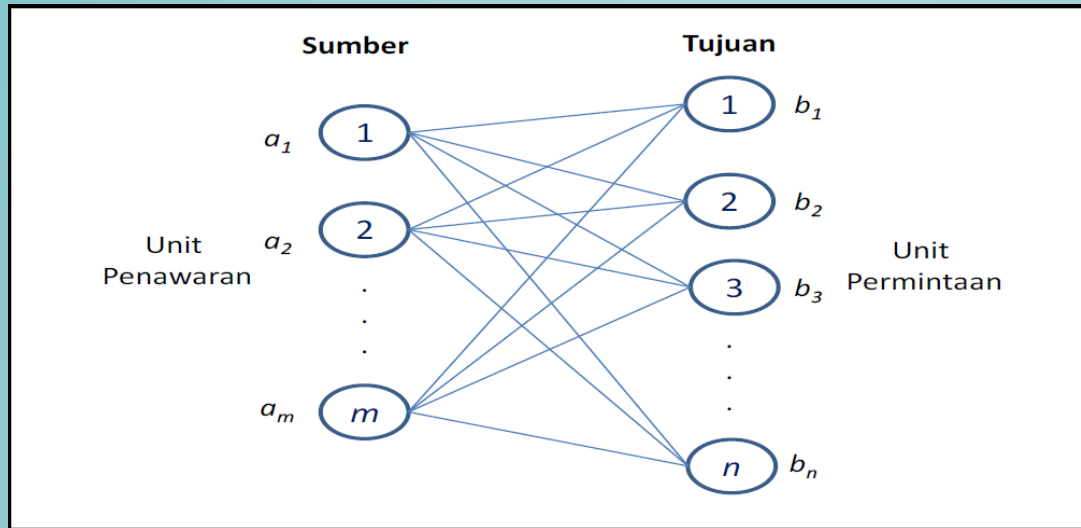 Sumber
Tujuan
1
b1
a1
1
2
b2
a2
2
Unit
Penawaran
3
b3
Unit
Permintaan
.
.
.
.
.
.
am
m
n
bn